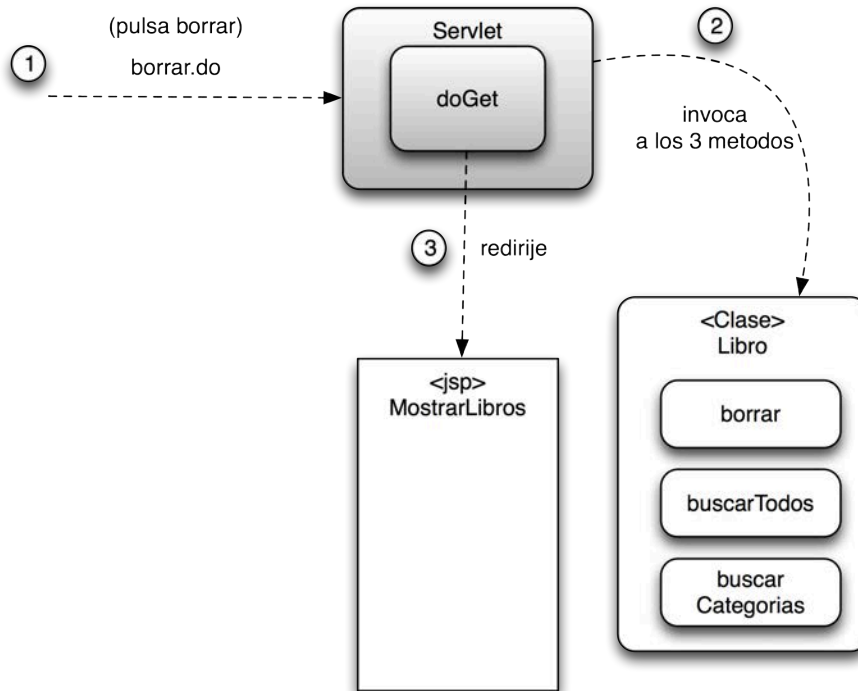 (pulsa borrar)
1
borrar.do
Servlet
doGet
2
invoca
a los 3 metodos
3
redirije
<jsp>
MostrarLibros
<Clase>
Libro
borrar
buscarTodos
buscar
Categorias